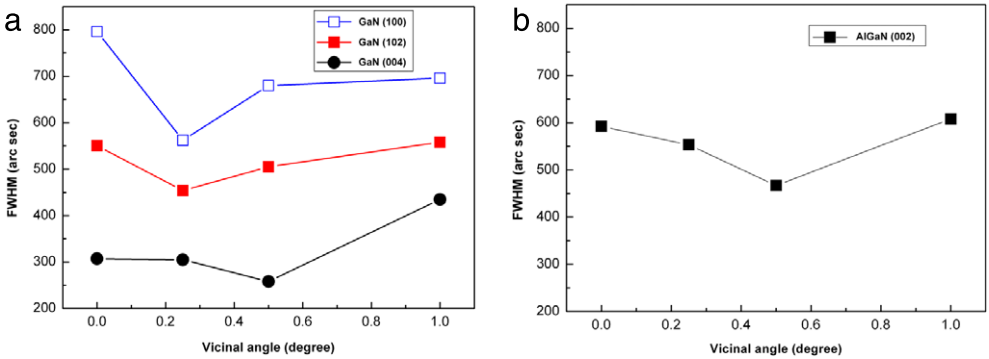 a
GaN (100)
GaN (102)
GaN (004)
800
700
600
500
400
300
200
FWHM (arc sec)
0.0 0.2 0.4 0.6 0.8 1.0
Vicinal angle (degree)
b
AlGaN (002)
800
700
600
500
400
300
200
FWHM (arc sec)
0.0 0.2 0.4 0.6 0.8 1.0
Vicinal angle (degree)